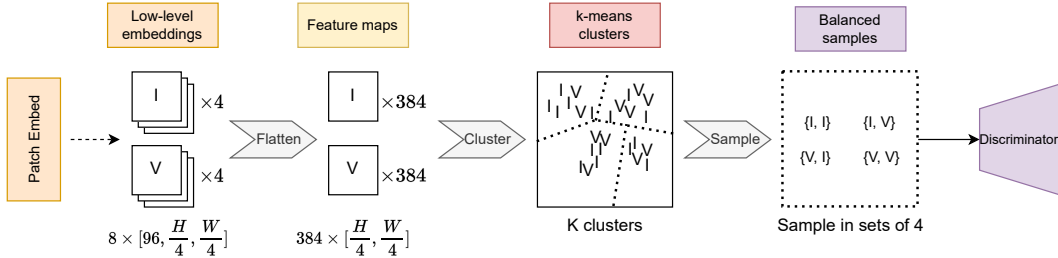 Low-level
embeddings
Feature maps
k-means
clusters
Balanced
samples
Patch Embed
I
×4
V
×4
8 × [96, H/4, W/4]
Flatten
I
×384
V
×384
384 × [H/4, W/4]
Cluster
I V
I I V
I I
V V
I V I
V I
I I
V V
V I
I I
I V
V I
I V
V I
K clusters
Sample
{I, I} {I, V}
{V, I} {V, V}
Sample in sets of 4
Discriminator